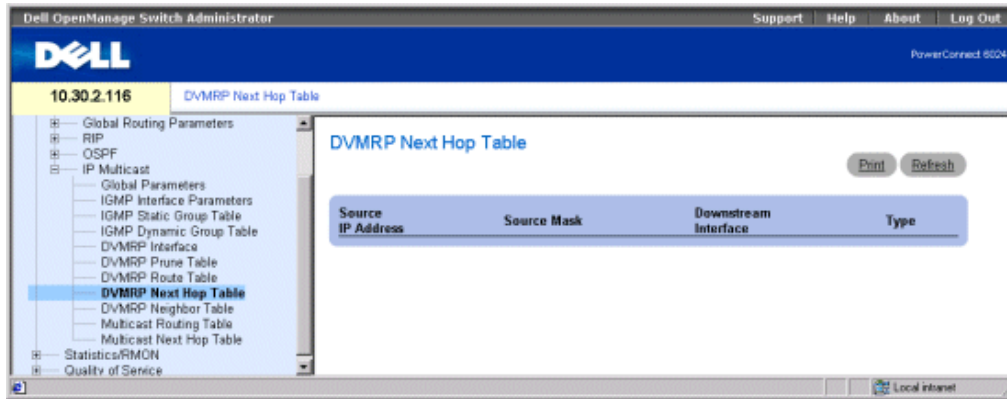 Dell OpenManage Switch Administrator
Support Help About Log Out
DELL
PowerConnect 6024
10.30.2.116
DVMRP Next Hop Table
Global Routing Parameters
RIP
OSPF
IP Multicast
Global Parameters
IGMP Interface Parameters
IGMP Static Group Table
IGMP Dynamic Group Table
DVMRP Interface
DVMRP Prune Table
DVMRP Route Table
DVMRP Next Hop Table
DVMRP Neighbor Table
Multicast Routing Table
Multicast Next Hop Table
Statistics/RMON
Quality of Service
DVMRP Next Hop Table
Print Refresh
Source IP Address
Source Mask
Downstream Interface
Type
Local intranet